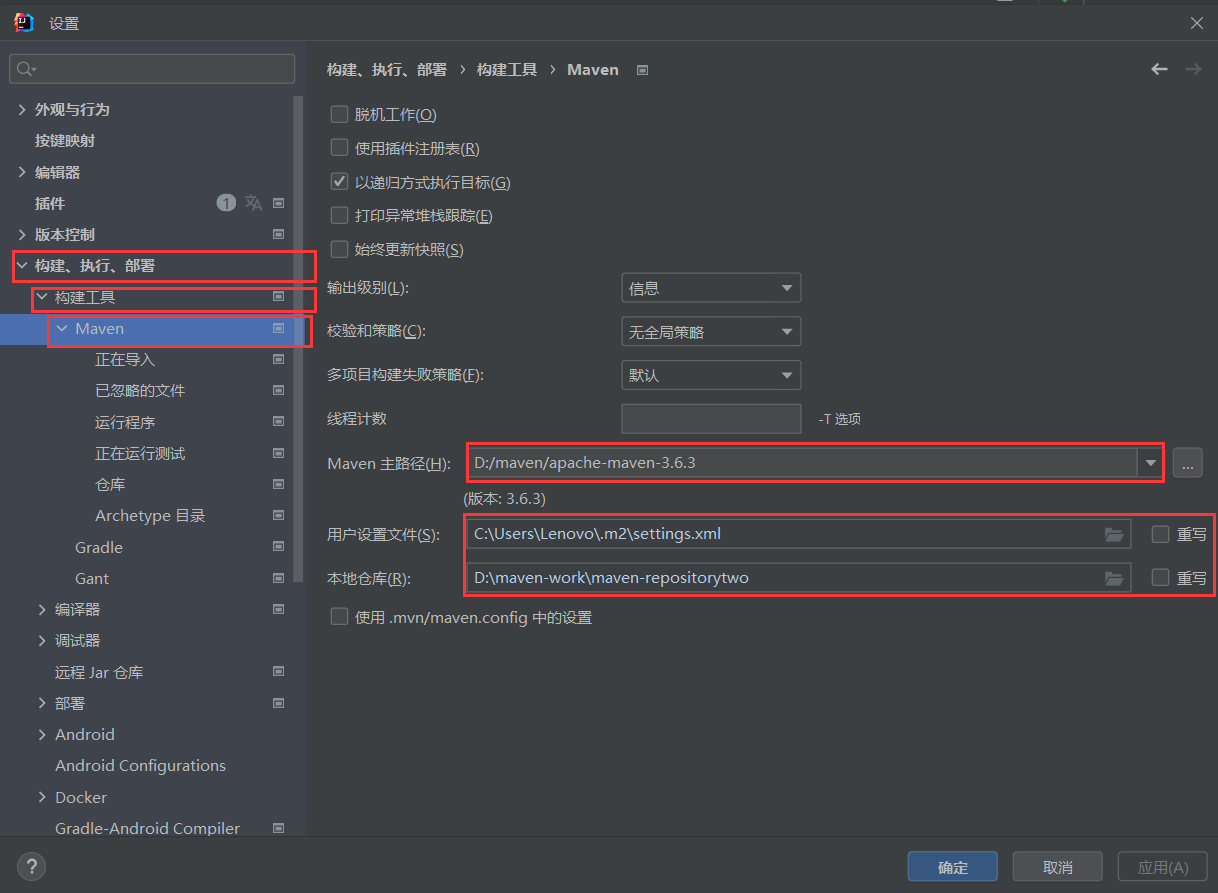 设置
外观与行为
按键映射
编辑器
插件 1
版本控制
构建、执行、部署
构建工具
Maven
正在导入
已忽略的文件
运行程序
正在运行测试
仓库
Archetype 目录
Gradle
Gant
编译器
调试器
远程 Jar 仓库
部署
Android
Android Configurations
Docker
Gradle-Android Compiler
构建、执行、部署 › 构建工具 › Maven
脱机工作(O)
使用插件注册表(R)
以递归方式执行目标(G)
打印异常堆栈跟踪(E)
始终更新快照(S)
输出级别(L): 信息
校验和策略(C): 无全局策略
多项目构建失败策略(F): 默认
线程计数 -T 选项
Maven 主路径(H): D:/maven/apache-maven-3.6.3 ...
(版本: 3.6.3)
用户设置文件(S): C:\Users\Lenovo\.m2\settings.xml 重写
本地仓库(R): D:\maven-work\maven-repositorytwo 重写
使用 .mvn/maven.config 中的设置
? 确定 取消 应用(A)